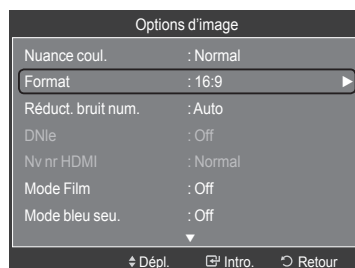 Options d’image
Nuance coul. : Normal
Format : 16:9 ►
Réduct. bruit num. : Auto
DNIe : Off
Nv nr HDMI : Normal
Mode Film : Off
Mode bleu seu. : Off
▼
Dépl. Intro. Retour